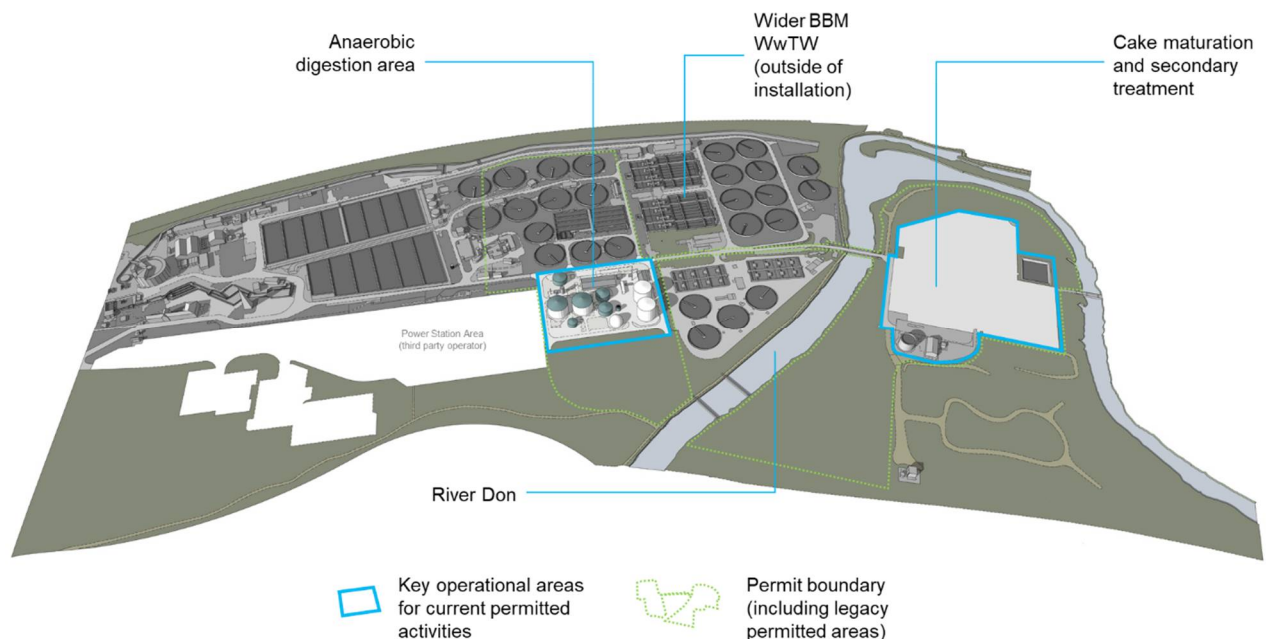 Anaerobic
digestion area
Wider BBM
WwTW
(outside of
installation)
Cake maturation
and secondary
treatment
Power Station Area
(third party operator)
River Don
Key operational areas
for current permitted
activities
Permit boundary
(including legacy
permitted areas)